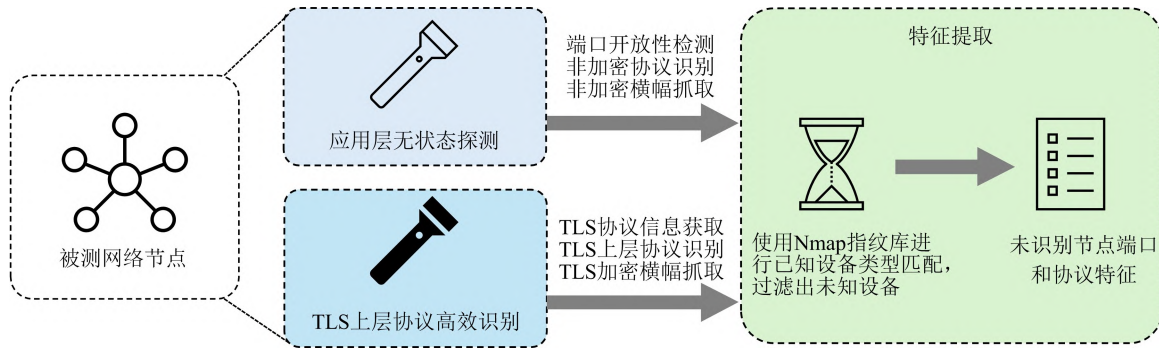 被测网络节点
应用层无状态探测
TLS上层协议高效识别
端口开放性检测
非加密协议识别
非加密横幅抓取
TLS协议信息获取
TLS上层协议识别
TLS加密横幅抓取
特征提取
使用Nmap指纹库进
行已知设备类型匹配，
过滤出未知设备
未识别节点端口
和协议特征